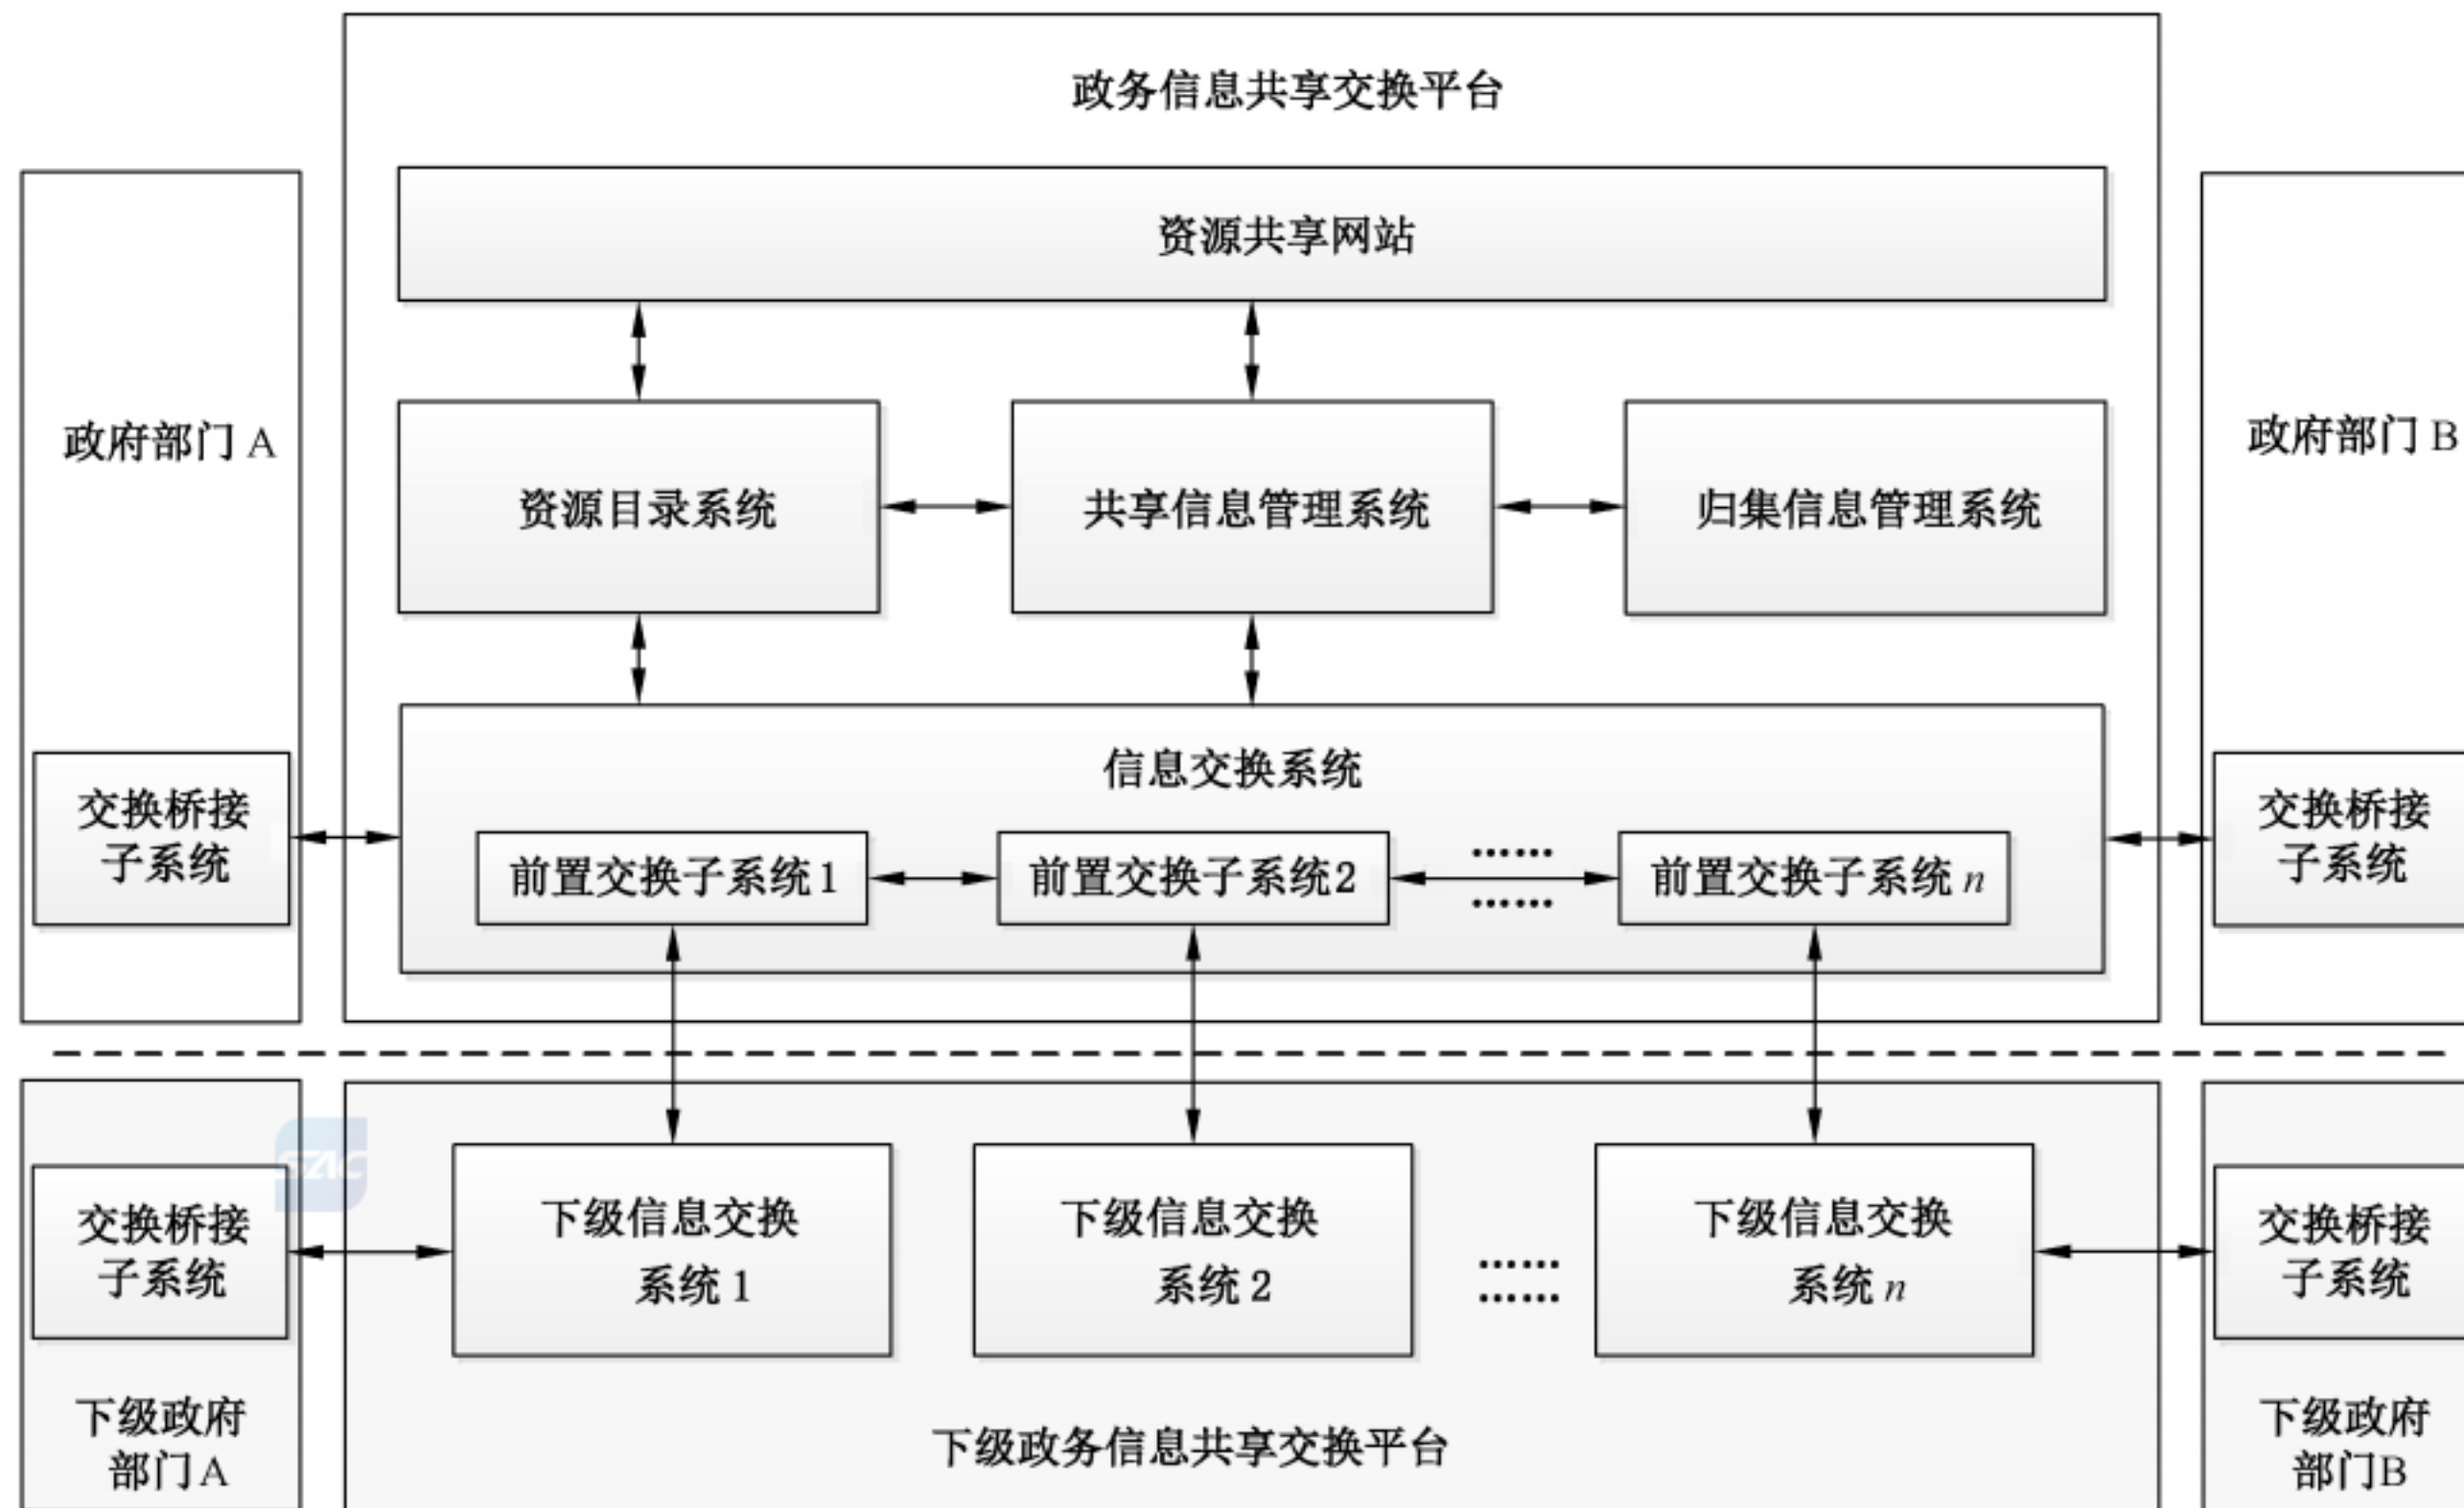 政务信息共享交换平台
资源共享网站
政府部门 A
政府部门 B
资源目录系统
共享信息管理系统
归集信息管理系统
信息交换系统
交换桥接
子系统
前置交换子系统1
前置交换子系统2
……
……
前置交换子系统 n
交换桥接
子系统
SAC
交换桥接
子系统
下级信息交换
系统 1
下级信息交换
系统 2
……
……
下级信息交换
系统 n
交换桥接
子系统
下级政府
部门A
下级政务信息共享交换平台
下级政府
部门B